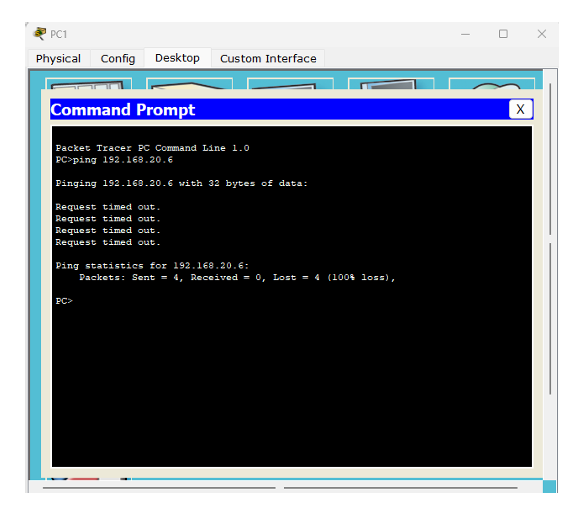 PC1
Physical Config Desktop Custom Interface
Command Prompt
X
Packet Tracer PC Command Line 1.0
PC>ping 192.168.20.6
Pinging 192.168.20.6 with 32 bytes of data:
Request timed out.
Request timed out.
Request timed out.
Request timed out.
Ping statistics for 192.168.20.6:
Packets: Sent = 4, Received = 0, Lost = 4 (100% loss),
PC>